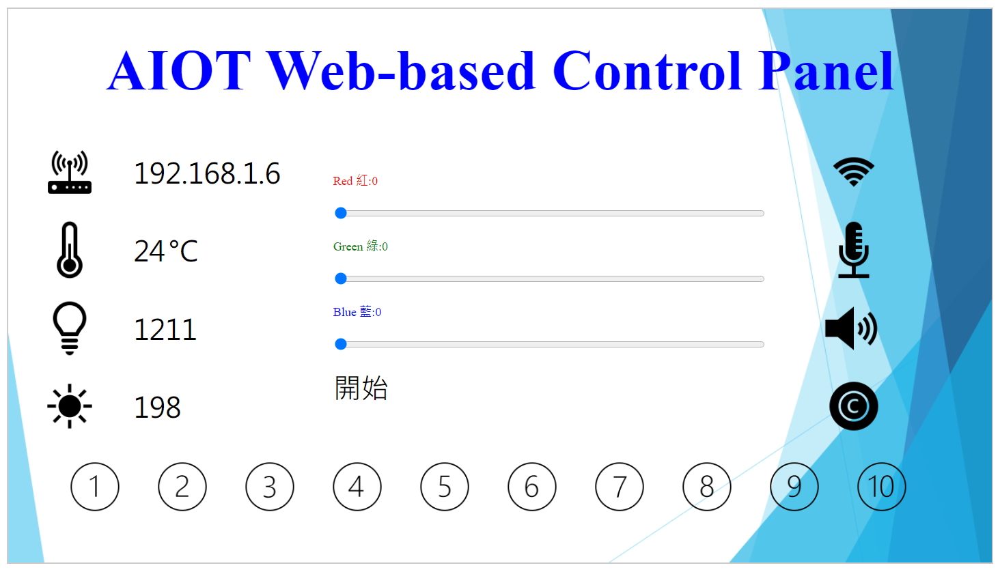 AIOT Web-based Control Panel
192.168.1.6
24°C
1211
198
Red 紅:0
Green 綠:0
Blue 藍:0
開始
C
1 2 3 4 5 6 7 8 9 10